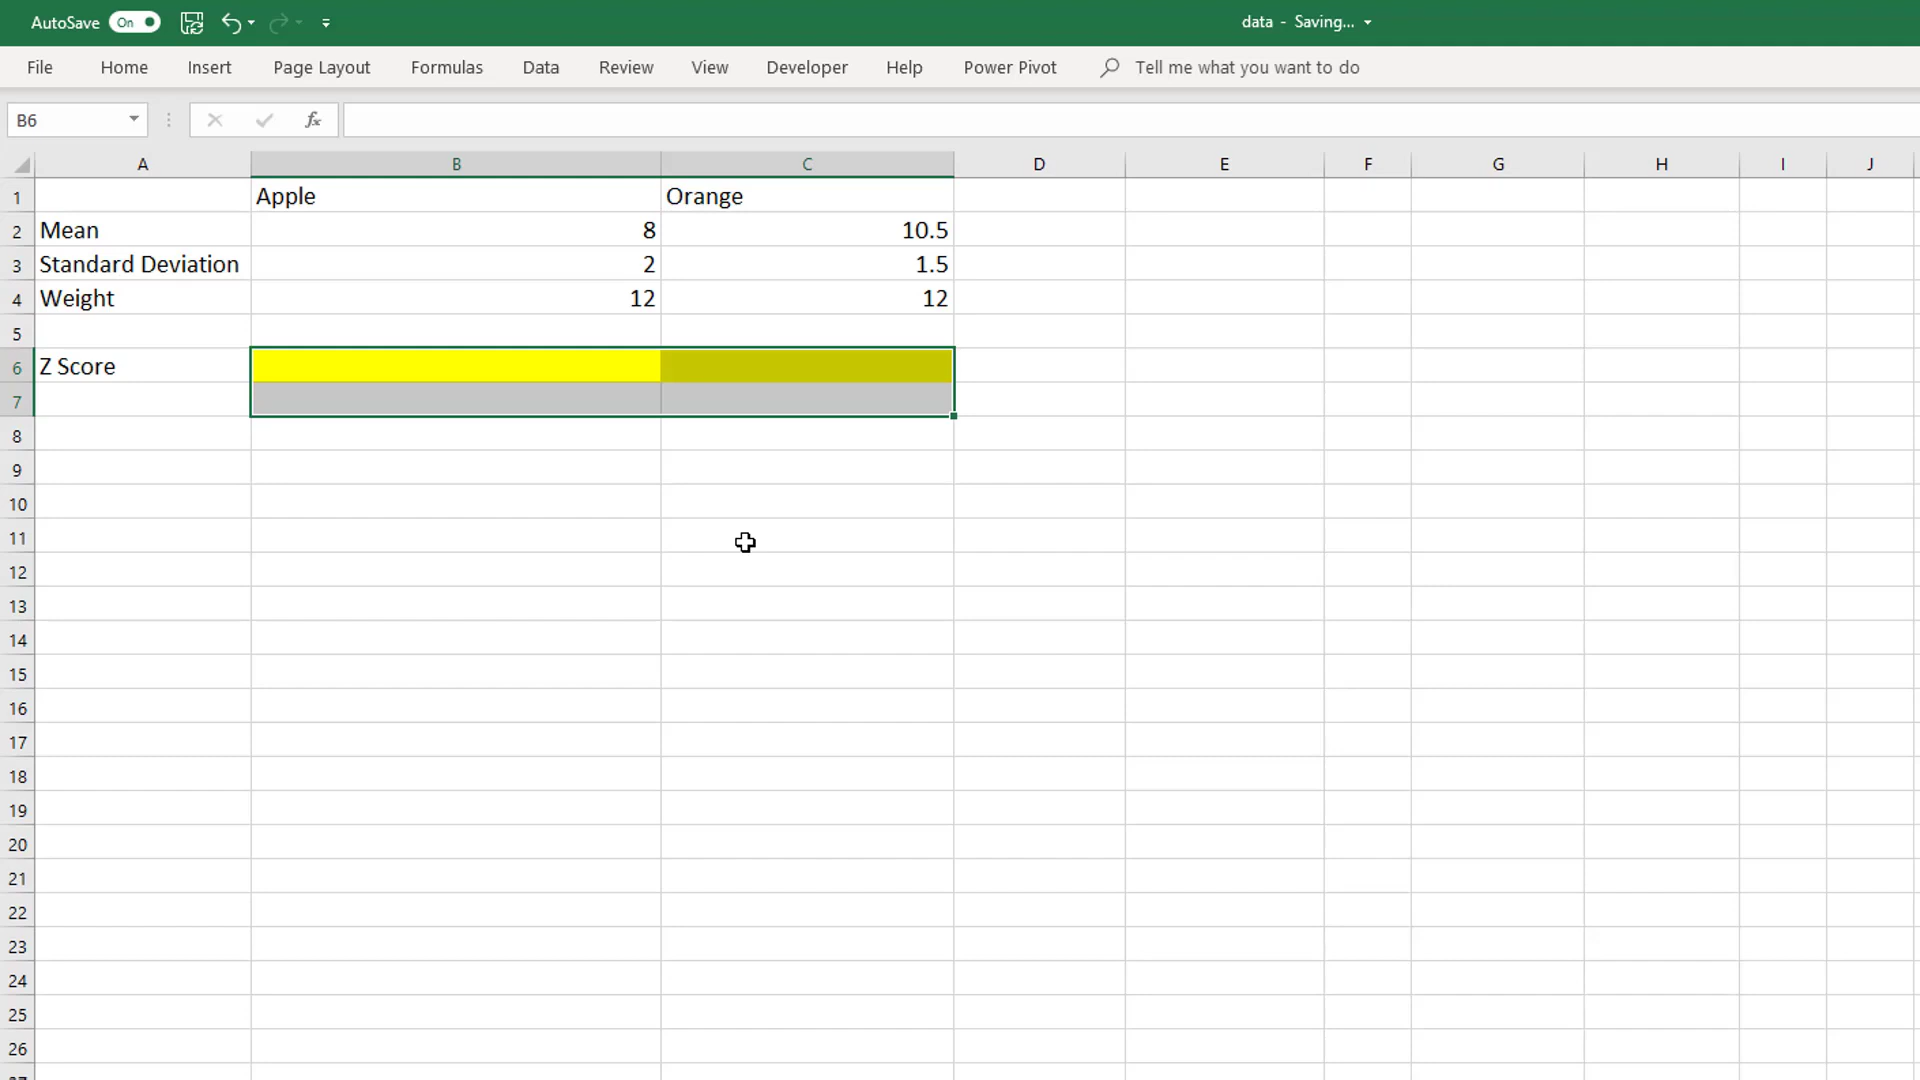 AutoSave On data - Saving...
File Home Insert Page Layout Formulas Data Review View Developer Help Power Pivot Tell me what you want to do
B6 fx
A B C D E F G H I J
1 Apple Orange
2 Mean 8 10.5
3 Standard Deviation 2 1.5
4 Weight 12 12
5
6 Z Score
7
8
9
10
11
12
13
14
15
16
17
18
19
20
21
22
23
24
25
26